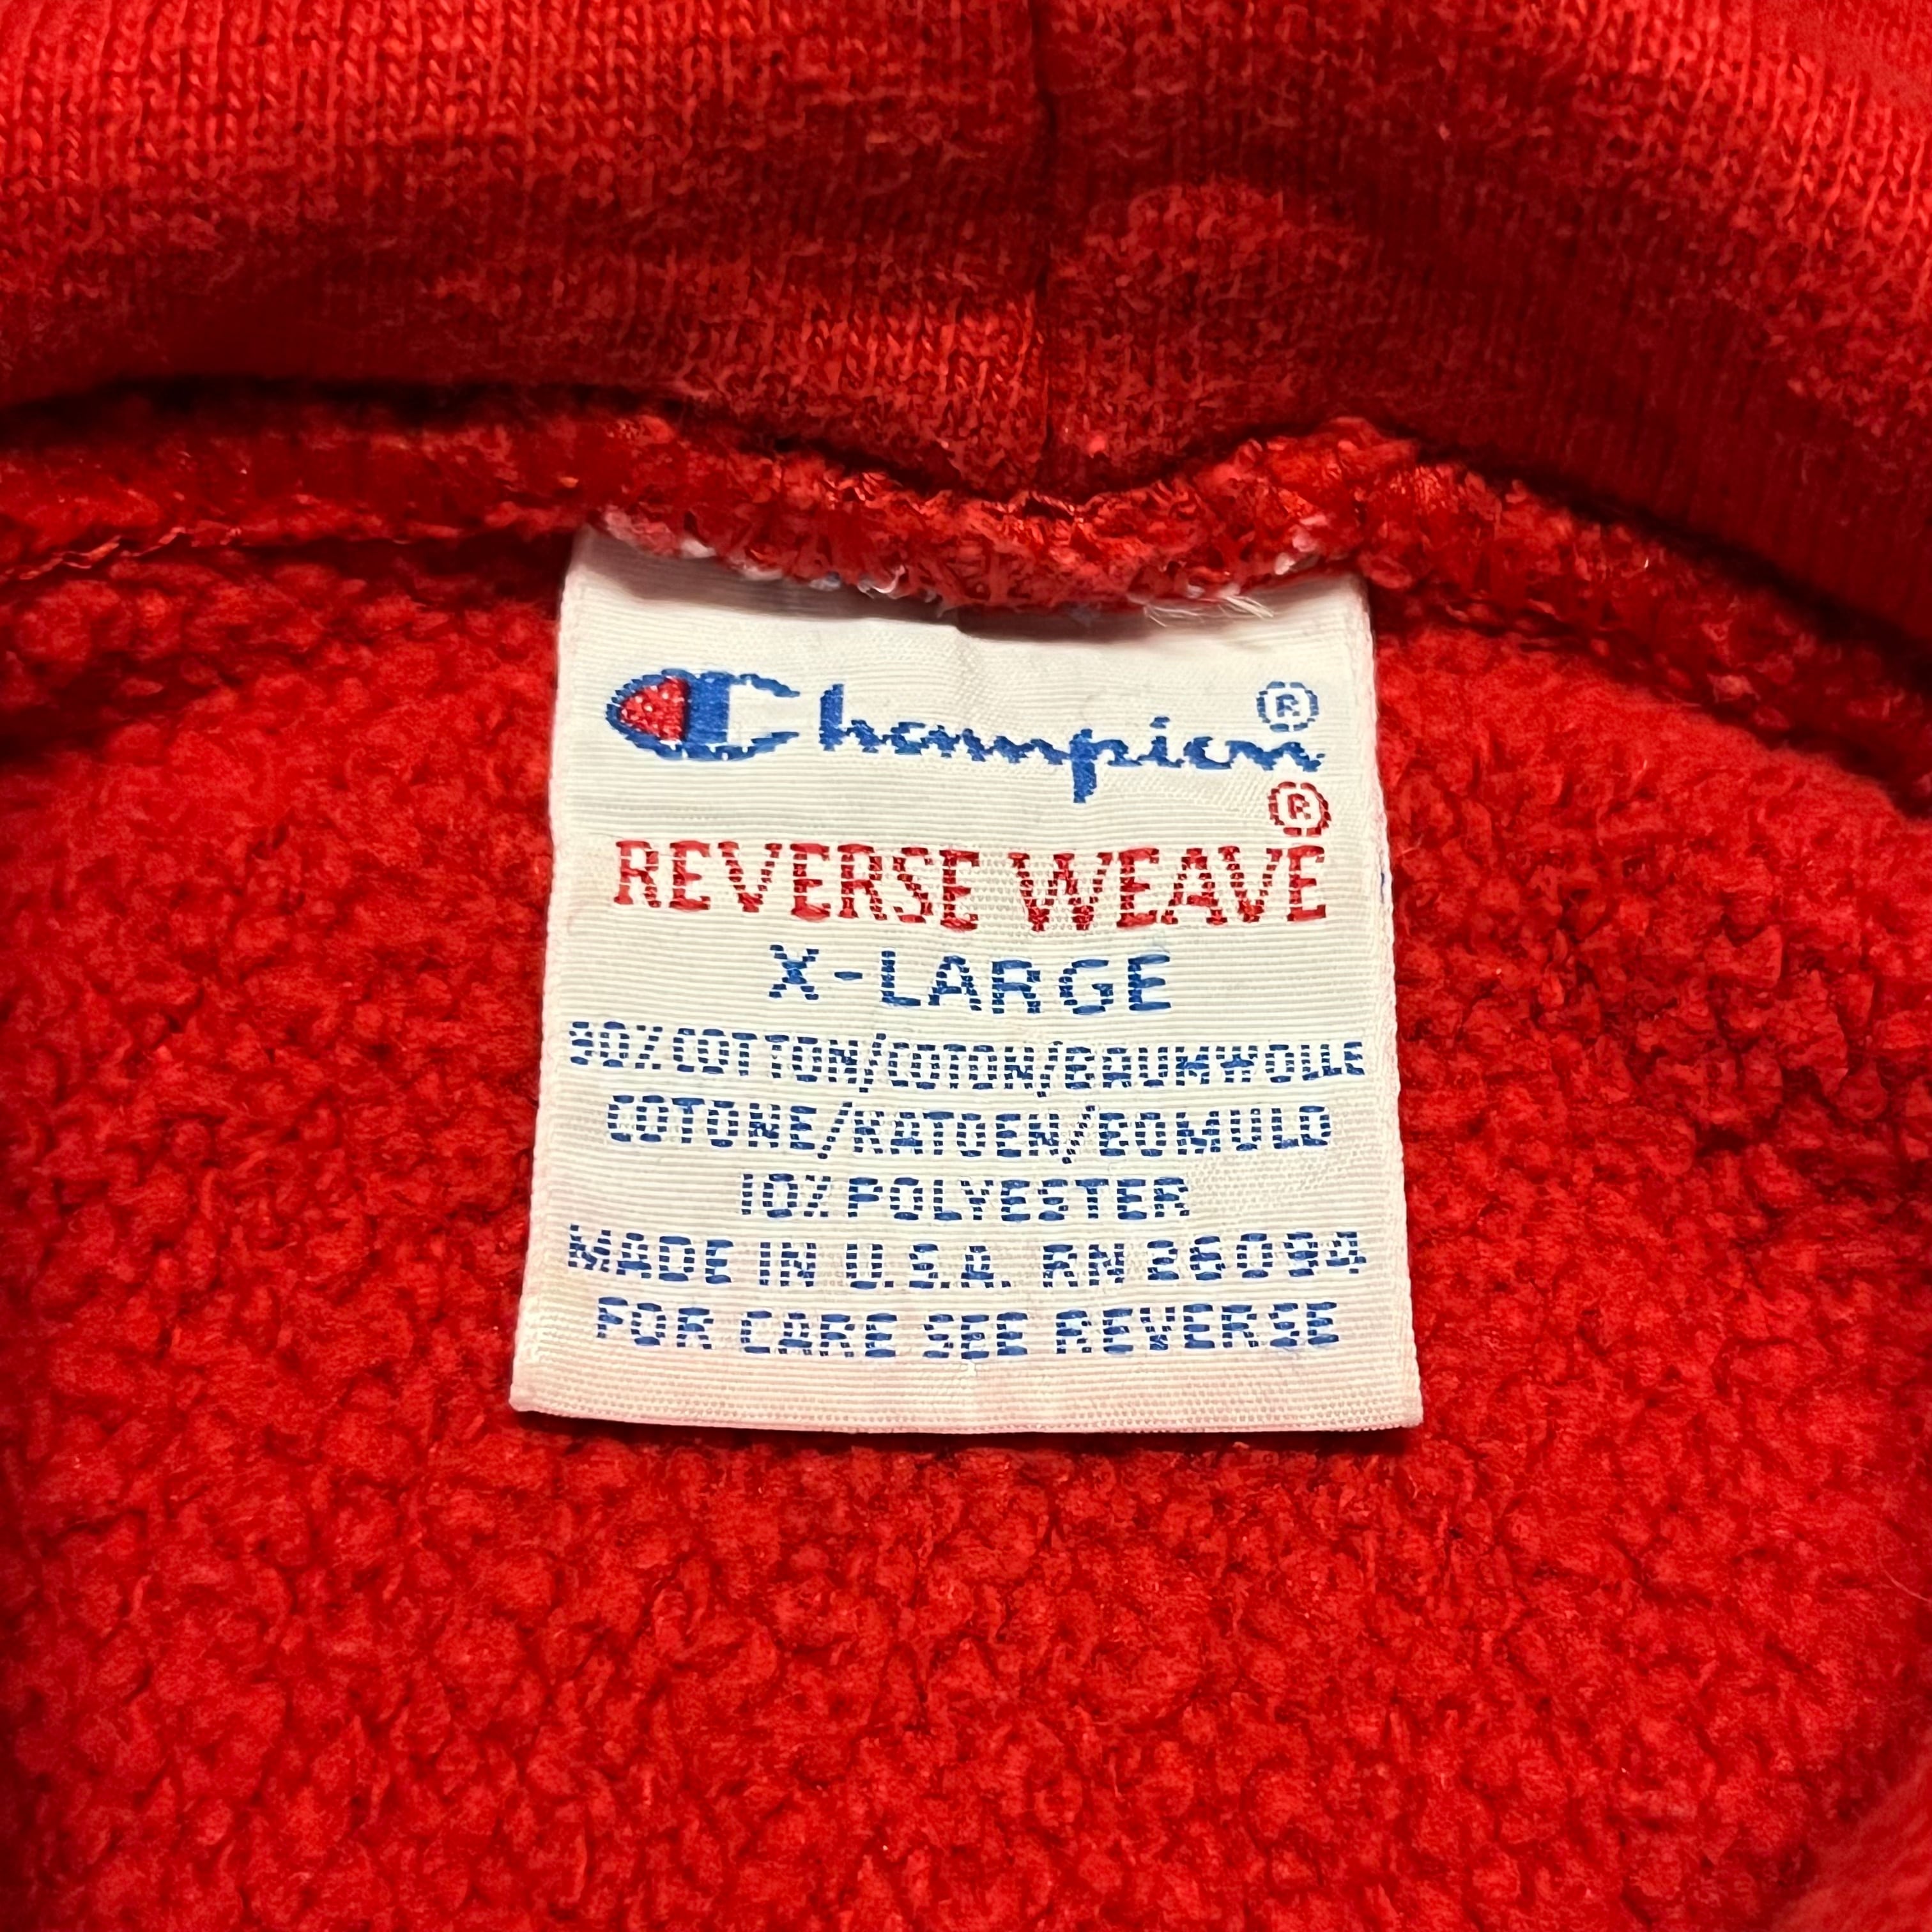 Champion ®
®
REVERSE WEAVE
X-LARGE
90% COTTON/COTON/BAUMWOLLE
COTONE/KATOEN/BOMULD
10% POLYESTER
MADE IN U.S.A. RN 26094
FOR CARE SEE REVERSE